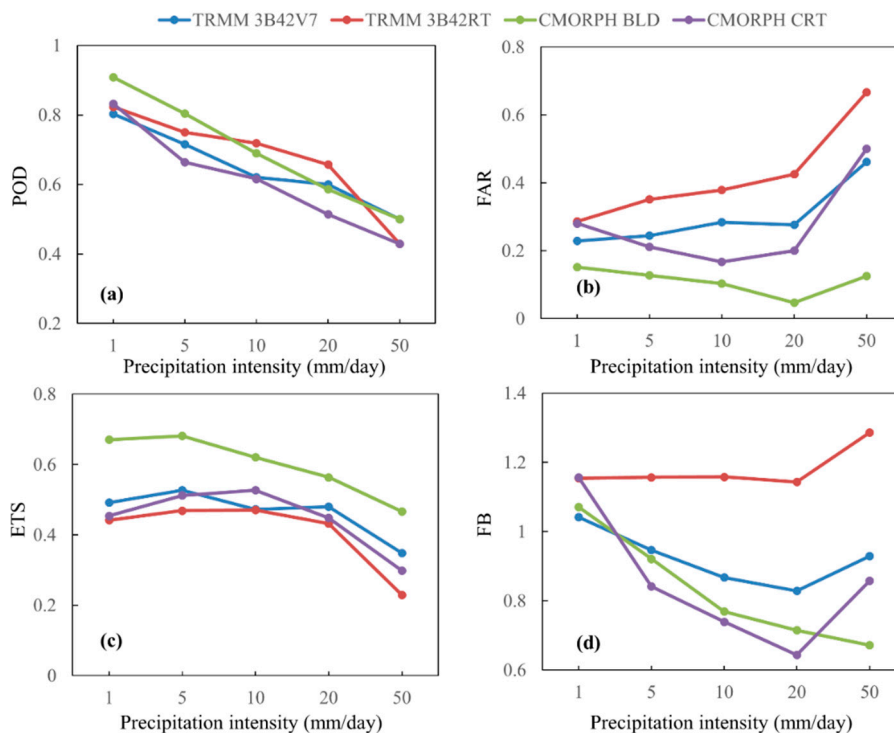 TRMM 3B42V7 TRMM 3B42RT CMORPH BLD CMORPH CRT
1
0.8
0.6
0.4
0.2
POD
(a)
1 5 10 20 50
Precipitation intensity (mm/day)
0.8
0.6
0.4
0.2
0
FAR
(b)
1 5 10 20 50
Precipitation intensity (mm/day)
0.8
0.6
0.4
0.2
0
ETS
(c)
1 5 10 20 50
Precipitation intensity (mm/day)
1.4
1.2
1
0.8
0.6
FB
(d)
1 5 10 20 50
Precipitation intensity (mm/day)